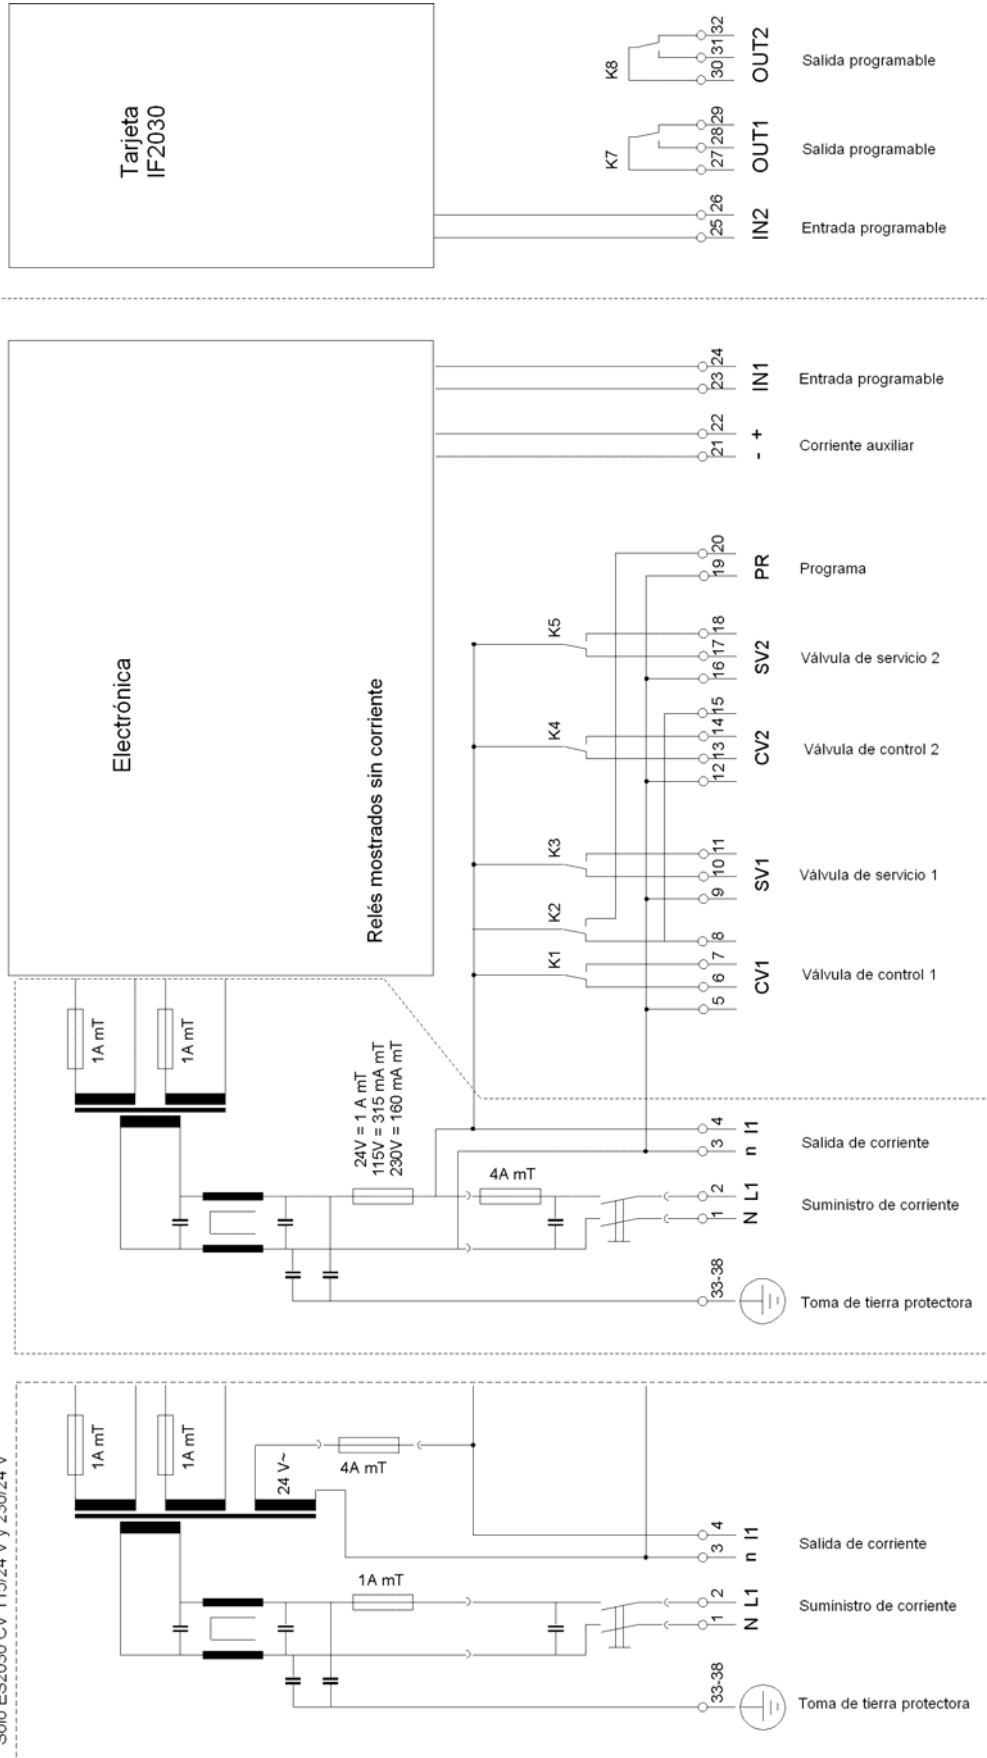 Tarjeta
IF2030
K8
30 31 32
OUT2
Salida programable
K7
27 28 29
OUT1
Salida programable
25 26
IN2
Entrada programable
Electrónica
Relés mostrados sin corriente
23 24
IN1
Entrada programable
21 22
- +
Corriente auxiliar
19 20
PR
Programa
K5
16 17 18
SV2
Válvula de servicio 2
K4
12 13 14 15
CV2
Válvula de control 2
K3
9 10 11
SV1
Válvula de servicio 1
K2
K1
5 6 7 8
CV1
Válvula de control 1
1A mT
1A mT
24V = 1 A mT
115V = 315 mA mT
230V = 160 mA mT
3 4
n l1
Salida de corriente
4A mT
1 2
N L1
Suministro de corriente
33-38
Toma de tierra protectora
Sólo ES2030 CV 115/24 V y 230/24 V
1A mT
1A mT
24 V~
4A mT
3 4
n l1
Salida de corriente
1A mT
1 2
N L1
Suministro de corriente
33-38
Toma de tierra protectora